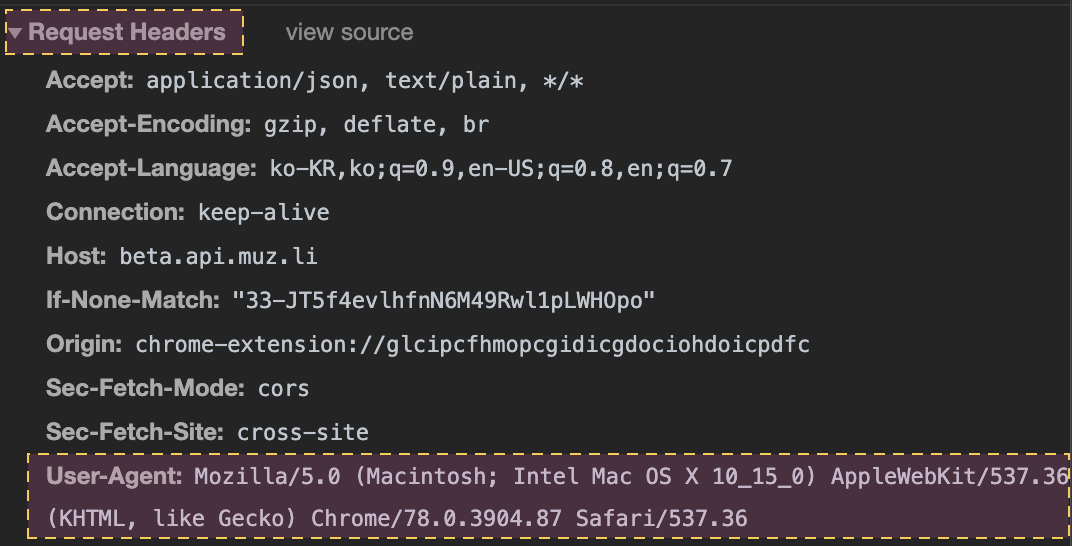 ▼ Request Headers view source
Accept: application/json, text/plain, */*
Accept-Encoding: gzip, deflate, br
Accept-Language: ko-KR,ko;q=0.9,en-US;q=0.8,en;q=0.7
Connection: keep-alive
Host: beta.api.muz.li
If-None-Match: "33-JT5f4evlhfnN6M49Rwl1pLWHOpo"
Origin: chrome-extension://glcipcfhmopcgidicgdociohdoicpdfc
Sec-Fetch-Mode: cors
Sec-Fetch-Site: cross-site
User-Agent: Mozilla/5.0 (Macintosh; Intel Mac OS X 10_15_0) AppleWebKit/537.36
(KHTML, like Gecko) Chrome/78.0.3904.87 Safari/537.36